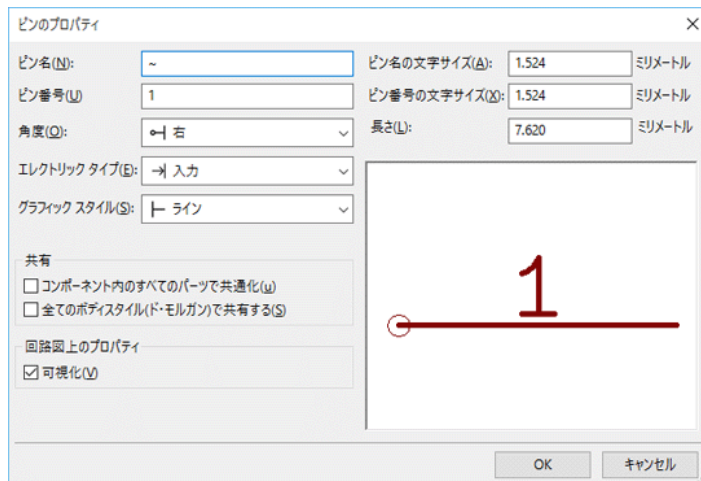 ピンのプロパティ
ピン名(N): ~
ピン番号(U) 1
角度(O): 右
エレクトリック タイプ(E): 入力
グラフィック スタイル(S): ライン
共有
コンポーネント内のすべてのパーツで共通化(u)
全てのボディスタイル(ド・モルガン)で共有する(S)
回路図上のプロパティ
可視化(V)
ピン名の文字サイズ(A): 1.524 ミリメートル
ピン番号の文字サイズ(X): 1.524 ミリメートル
長さ(L): 7.620 ミリメートル
1
OK キャンセル